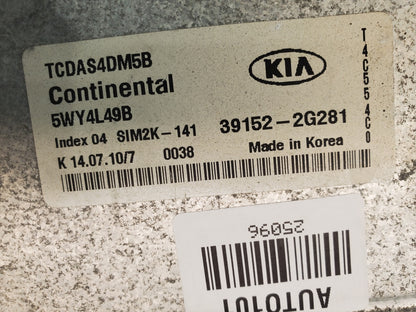 TCDAS4DM5B
Continental
5WY4L49B
KIA
Index 04 SIM2K-141
39152-2G281
K 14.07.10/7 0038
Made in Korea
T4C554C0
25096
AUTO101